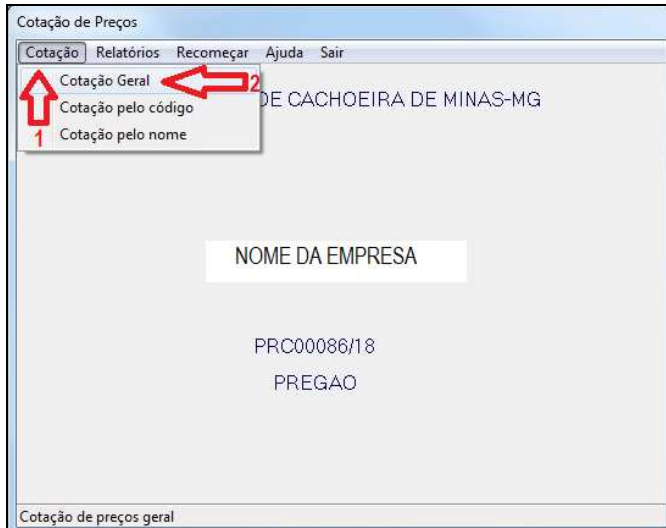 Cotação de Preços
Cotação Relatórios Recomeçar Ajuda Sair
Cotação Geral
2
DE CACHOEIRA DE MINAS-MG
Cotação pelo código
1
Cotação pelo nome
NOME DA EMPRESA
PRC00086/18
PREGAO
Cotação de preços geral